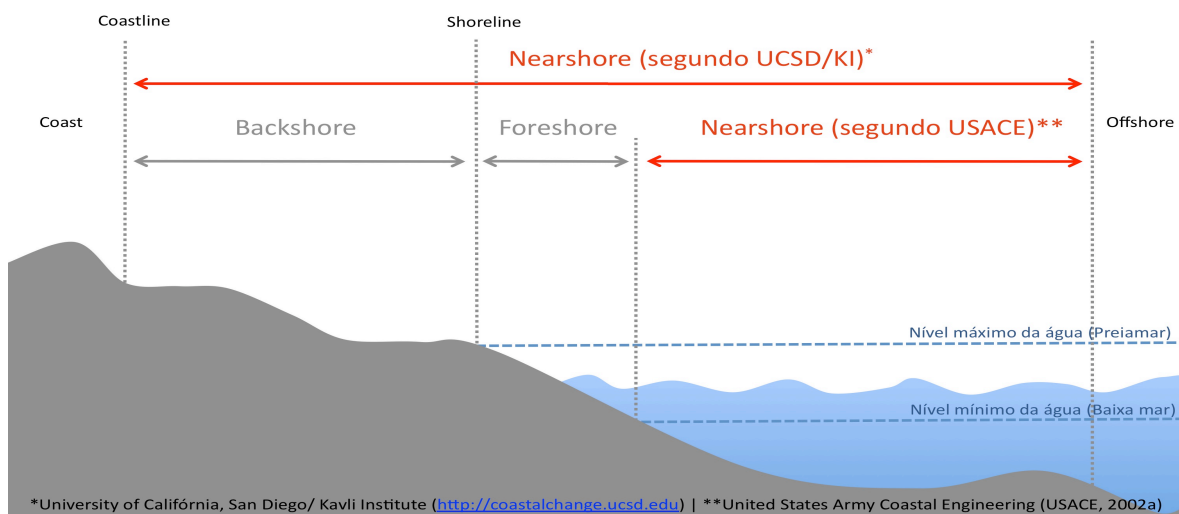 Coastline
Shoreline
Nearshore (segundo UCSD/KI)*
Coast
Backshore
Foreshore
Nearshore (segundo USACE)**
Offshore
Nível máximo da água (Preiamar)
Nível mínimo da água (Baixa mar)
*University of Califórnia, San Diego/ Kavli Institute (http://coastalchange.ucsd.edu) | **United States Army Coastal Engineering (USACE, 2002a)